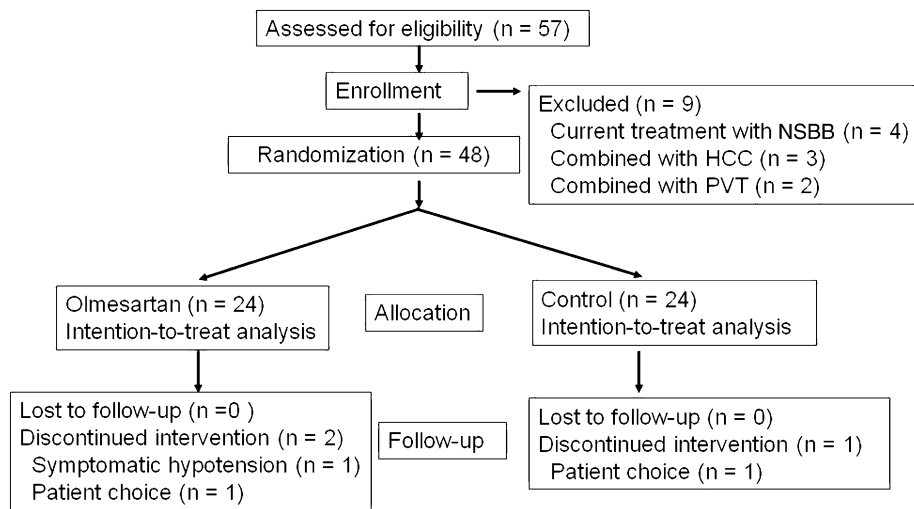 Assessed for eligibility (n = 57)
Enrollment
Excluded (n = 9)
Current treatment with NSBB (n = 4)
Combined with HCC (n = 3)
Combined with PVT (n = 2)
Randomization (n = 48)
Olmesartan (n = 24)
Intention-to-treat analysis
Allocation
Control (n = 24)
Intention-to-treat analysis
Lost to follow-up (n =0 )
Discontinued intervention (n = 2)
Symptomatic hypotension (n = 1)
Patient choice (n = 1)
Follow-up
Lost to follow-up (n = 0)
Discontinued intervention (n = 1)
Patient choice (n = 1)